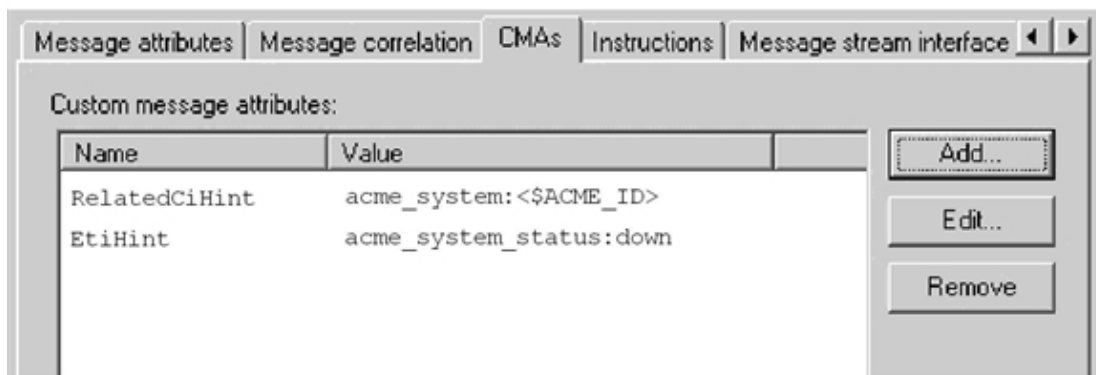 Message attributes Message correlation CMAs Instructions Message stream interface
Custom message attributes:
Name Value
Add...
RelatedCiHint acme_system:<$ACME_ID>
Edit...
EtiHint acme_system_status:down
Remove